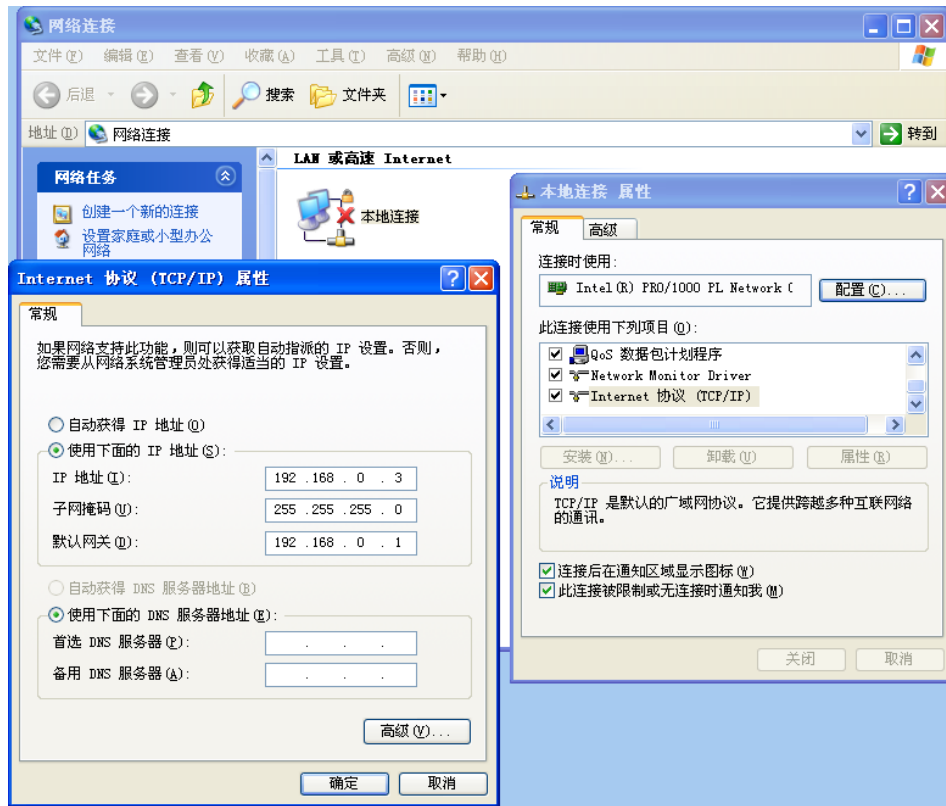 网络连接
文件(F) 编辑(E) 查看(V) 收藏(A) 工具(T) 高级(N) 帮助(H)
后退 搜索 文件夹
地址(D) 网络连接 转到
网络任务
创建一个新的连接
设置家庭或小型办公
网络
LAN 或高速 Internet
本地连接
本地连接 属性
常规 高级
连接时使用:
Intel(R) PRO/1000 PL Network C 配置(C)...
此连接使用下列项目(O):
QoS 数据包计划程序
Network Monitor Driver
Internet 协议 (TCP/IP)
安装(N)... 卸载(U) 属性(R)
说明
TCP/IP 是默认的广域网协议。它提供跨越多种互联网络
的通讯。
连接后在通知区域显示图标(W)
此连接被限制或无连接时通知我(M)
关闭 取消
Internet 协议 (TCP/IP) 属性
常规
如果网络支持此功能，则可以获取自动指派的 IP 设置。否则，
您需要从网络系统管理员处获得适当的 IP 设置。
自动获得 IP 地址(O)
使用下面的 IP 地址(S):
IP 地址(I): 192 .168 . 0 . 3
子网掩码(U): 255 .255 .255 . 0
默认网关(D): 192 .168 . 0 . 1
自动获得 DNS 服务器地址(B)
使用下面的 DNS 服务器地址(E):
首选 DNS 服务器(P): . . .
备用 DNS 服务器(A): . . .
高级(V)...
确定 取消